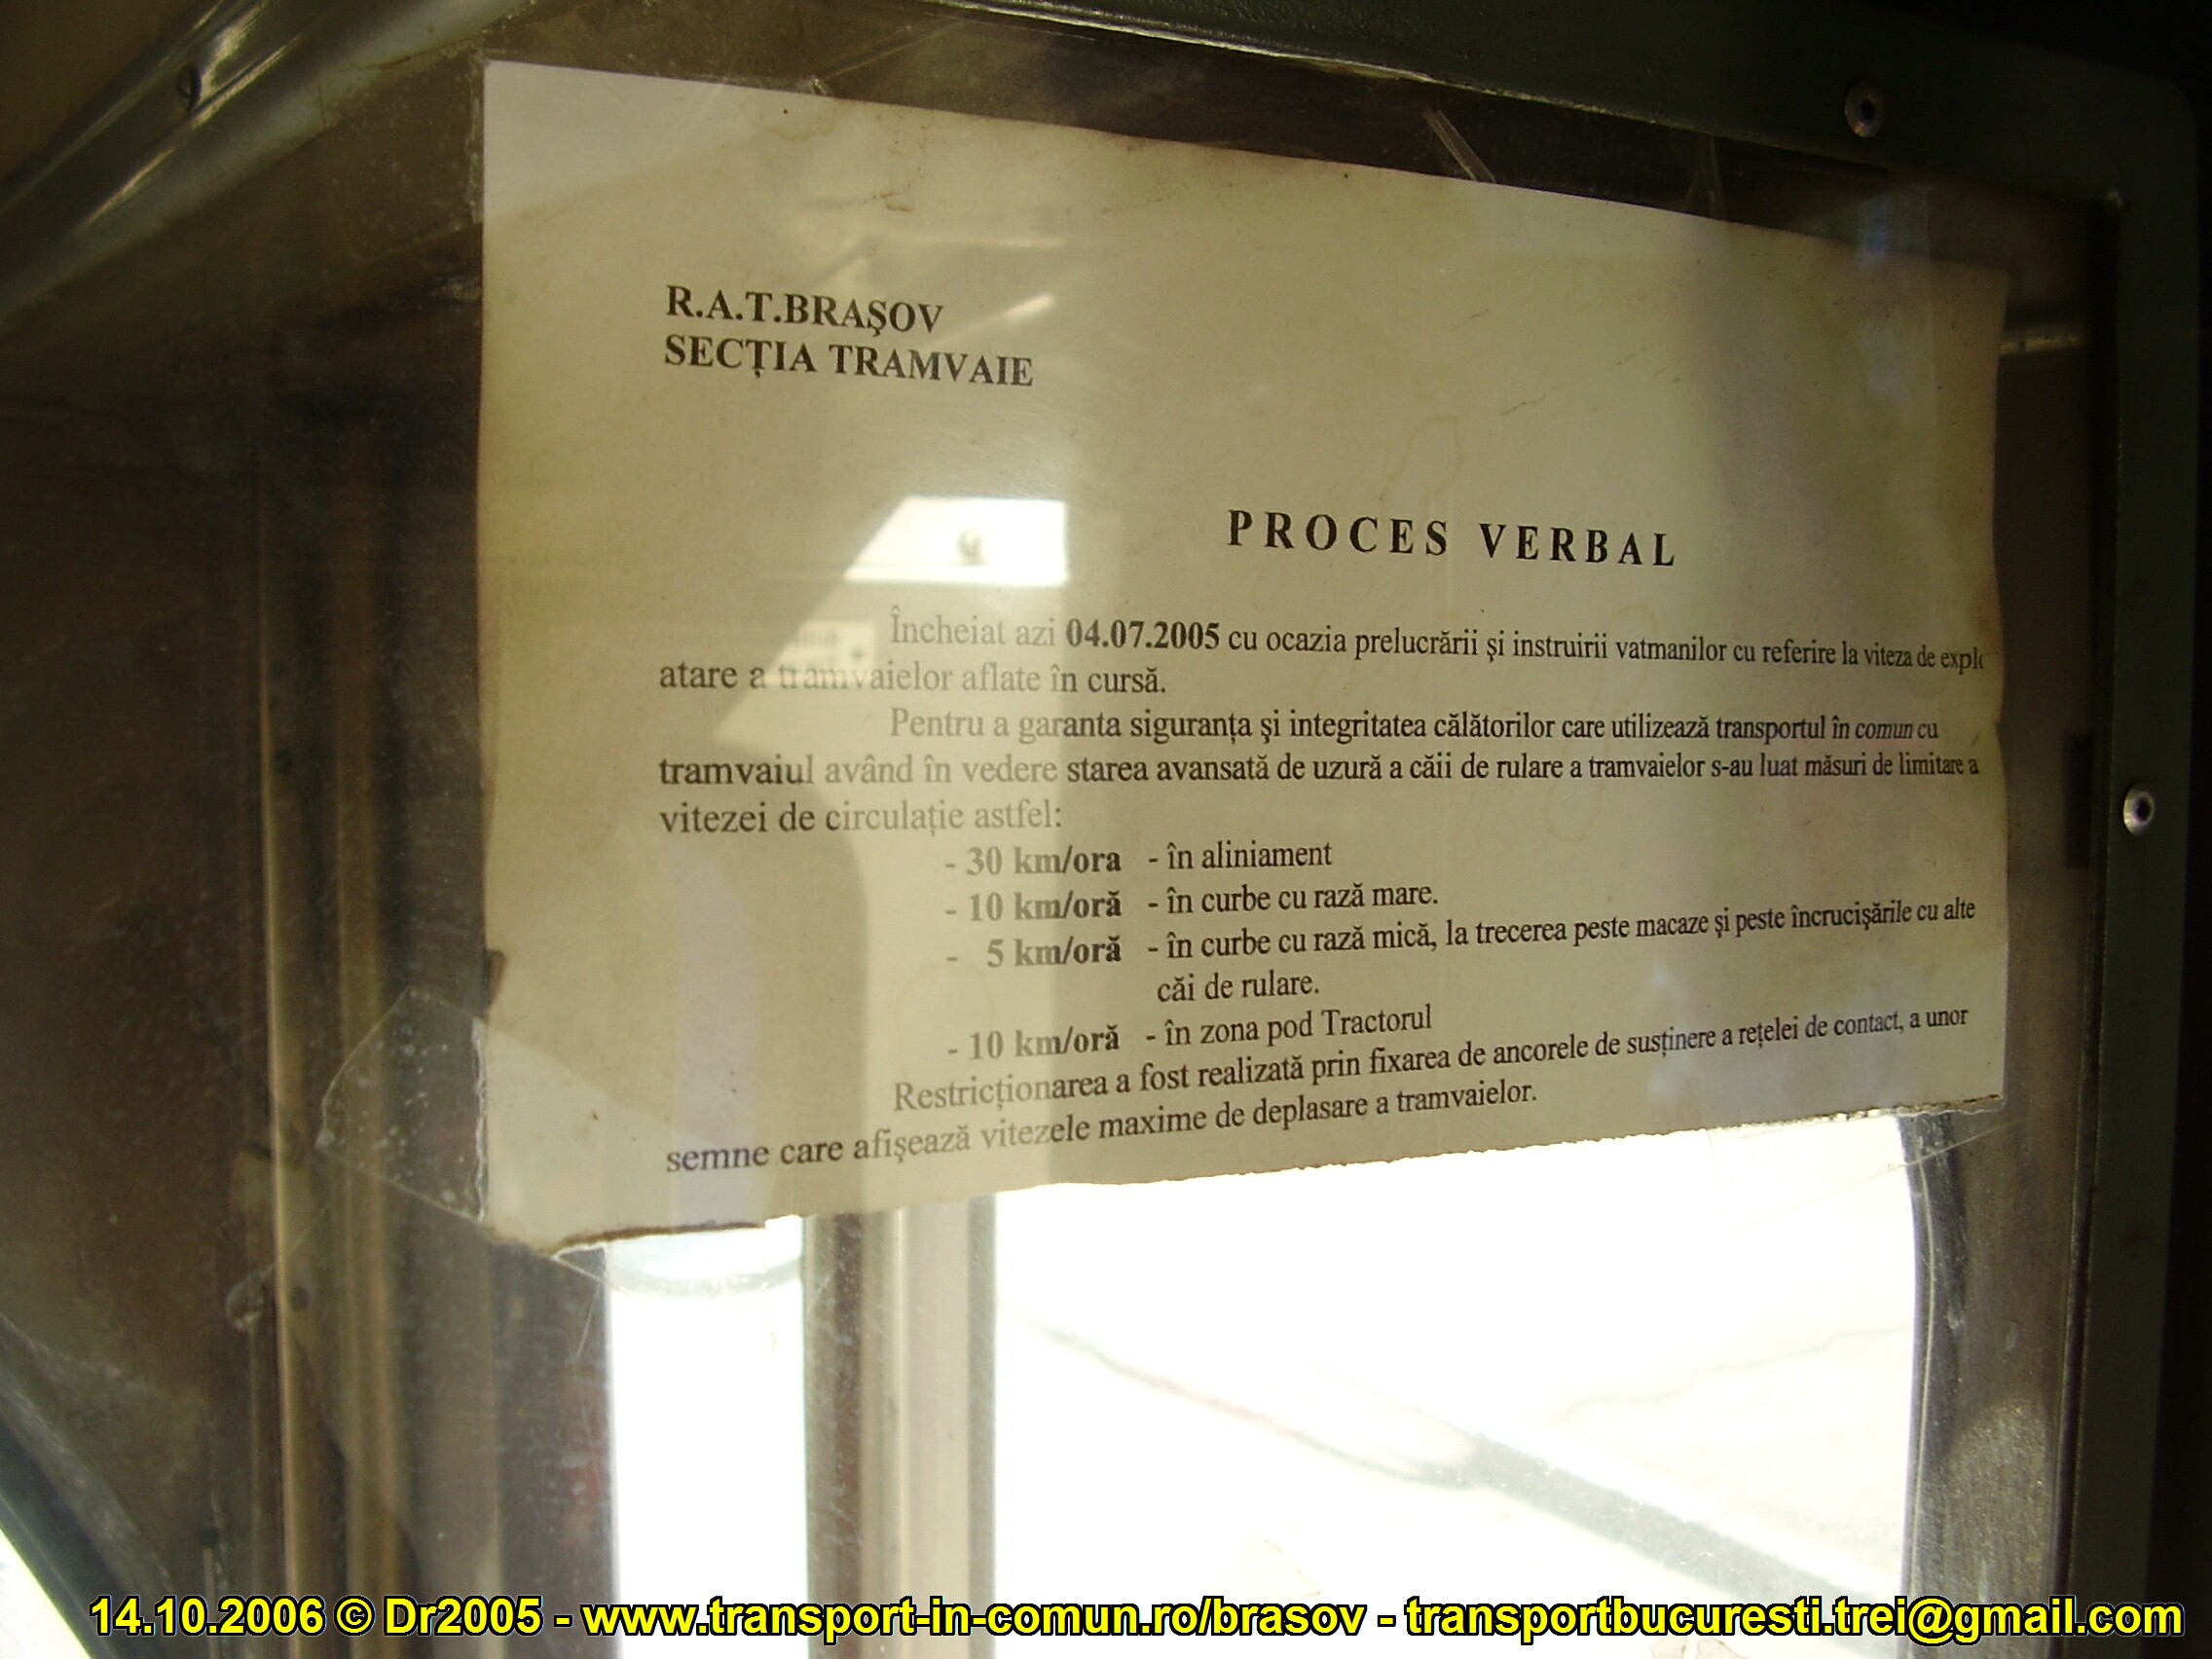 R.A.T.BRAŞOV
SECŢIA TRAMVAIE
PROCES VERBAL
Încheiat azi 04.07.2005 cu ocazia prelucrării şi instruirii vatmanilor cu referire la viteza de explo
atare a tramvaielor aflate în cursă.
Pentru a garanta siguranţa şi integritatea călătorilor care utilizează transportul în comun cu
tramvaiul având în vedere starea avansată de uzură a căii de rulare a tramvaielor s-au luat măsuri de limitare a
vitezei de circulaţie astfel:
- 30 km/ora - în aliniament
- 10 km/oră - în curbe cu rază mare.
- 5 km/oră - în curbe cu rază mică, la trecerea peste macaze şi peste încrucişările cu alte
căi de rulare.
- 10 km/oră - în zona pod Tractorul
Restricţionarea a fost realizată prin fixarea de ancorele de susţinere a reţelei de contact, a unor
semne care afişează vitezele maxime de deplasare a tramvaielor.
14.10.2006 © Dr2005 - www.transport-in-comun.ro/brasov - transportbucuresti.trei@gmail.com